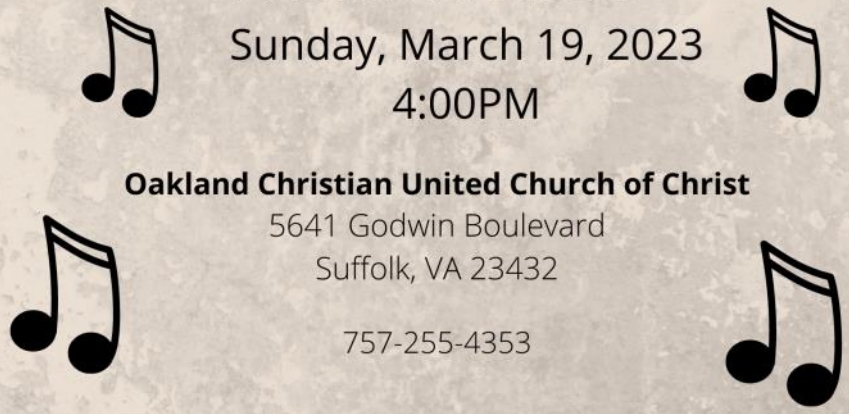 Sunday, March 19, 2023
4:00PM
Oakland Christian United Church of Christ
5641 Godwin Boulevard
Suffolk, VA 23432
757-255-4353